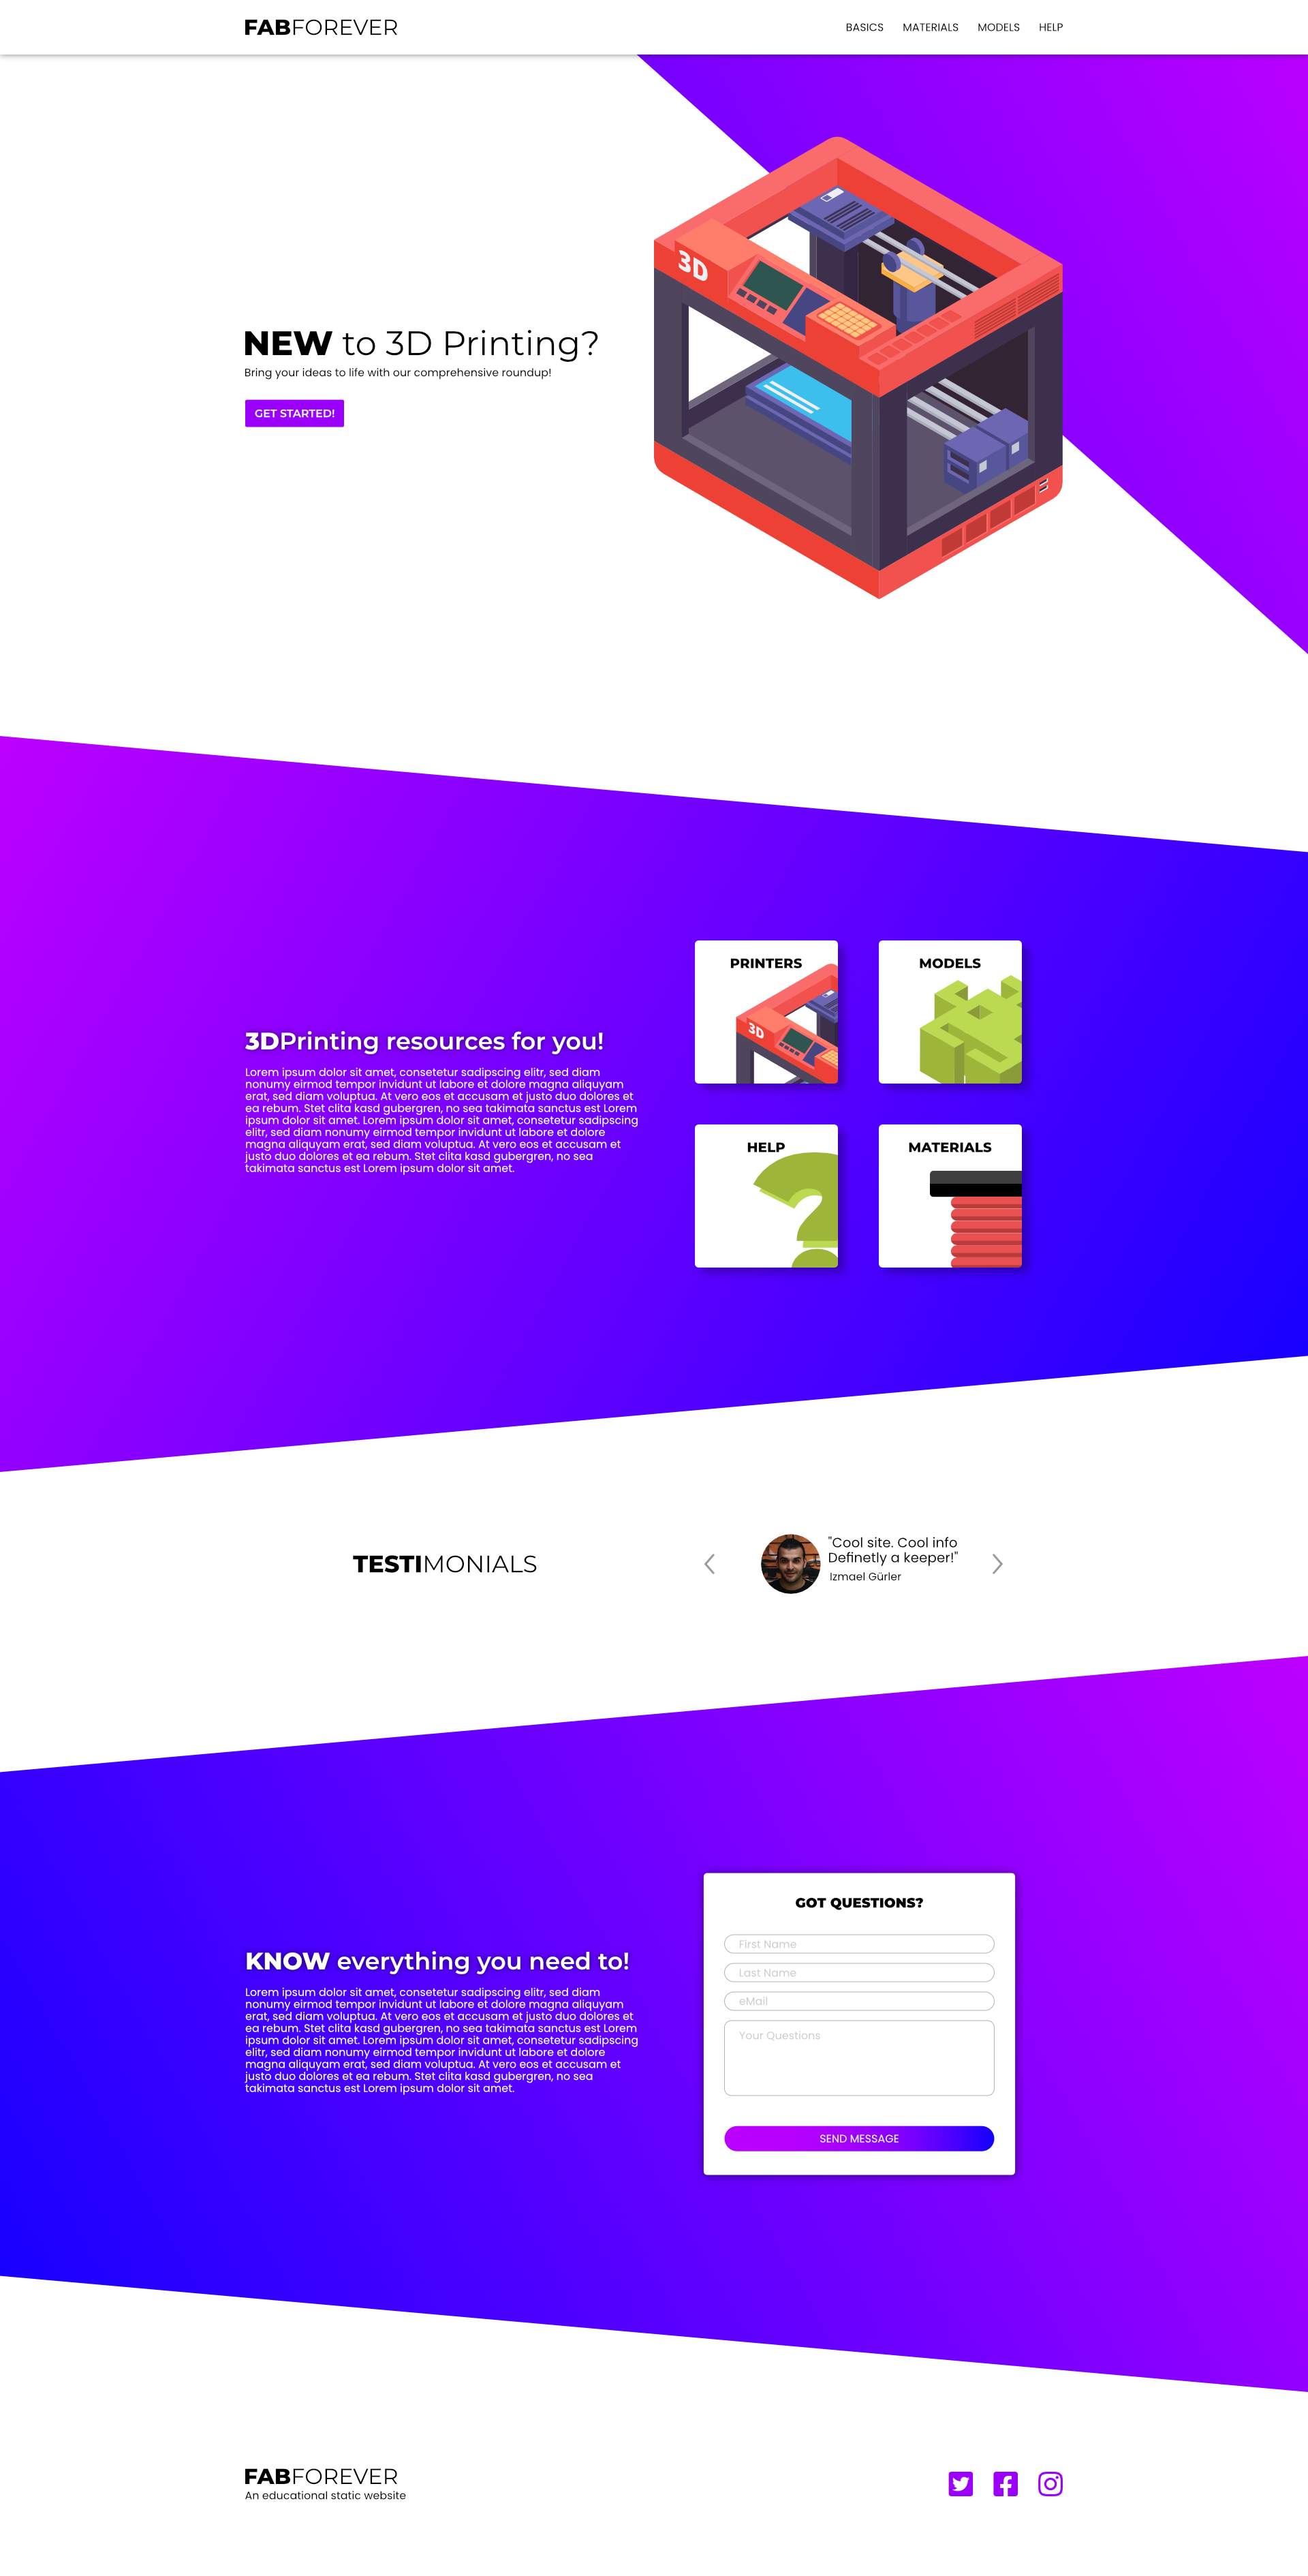 FABFOREVER
BASICS MATERIALS MODELS HELP
3D
NEW to 3D Printing?
Bring your ideas to life with our comprehensive roundup!
GET STARTED!
3DPrinting resources for you!
Lorem ipsum dolor sit amet, consetetur sadipscing elitr, sed diam
nonumy eirmod tempor invidunt ut labore et dolore magna aliquyam
erat, sed diam voluptua. At vero eos et accusam et justo duo dolores et
ea rebum. Stet clita kasd gubergren, no sea takimata sanctus est Lorem
ipsum dolor sit amet. Lorem ipsum dolor sit amet, consetetur sadipscing
elitr, sed diam nonumy eirmod tempor invidunt ut labore et dolore
magna aliquyam erat, sed diam voluptua. At vero eos et accusam et
justo duo dolores et ea rebum. Stet clita kasd gubergren, no sea
takimata sanctus est Lorem ipsum dolor sit amet.
PRINTERS
3D
MODELS
HELP
MATERIALS
TESTIMONIALS
"Cool site. Cool info
Definetly a keeper!"
Izmael Gürler
KNOW everything you need to!
Lorem ipsum dolor sit amet, consetetur sadipscing elitr, sed diam
nonumy eirmod tempor invidunt ut labore et dolore magna aliquyam
erat, sed diam voluptua. At vero eos et accusam et justo duo dolores et
ea rebum. Stet clita kasd gubergren, no sea takimata sanctus est Lorem
ipsum dolor sit amet. Lorem ipsum dolor sit amet, consetetur sadipscing
elitr, sed diam nonumy eirmod tempor invidunt ut labore et dolore
magna aliquyam erat, sed diam voluptua. At vero eos et accusam et
justo duo dolores et ea rebum. Stet clita kasd gubergren, no sea
takimata sanctus est Lorem ipsum dolor sit amet.
GOT QUESTIONS?
First Name
Last Name
eMail
Your Questions
SEND MESSAGE
FABFOREVER
An educational static website